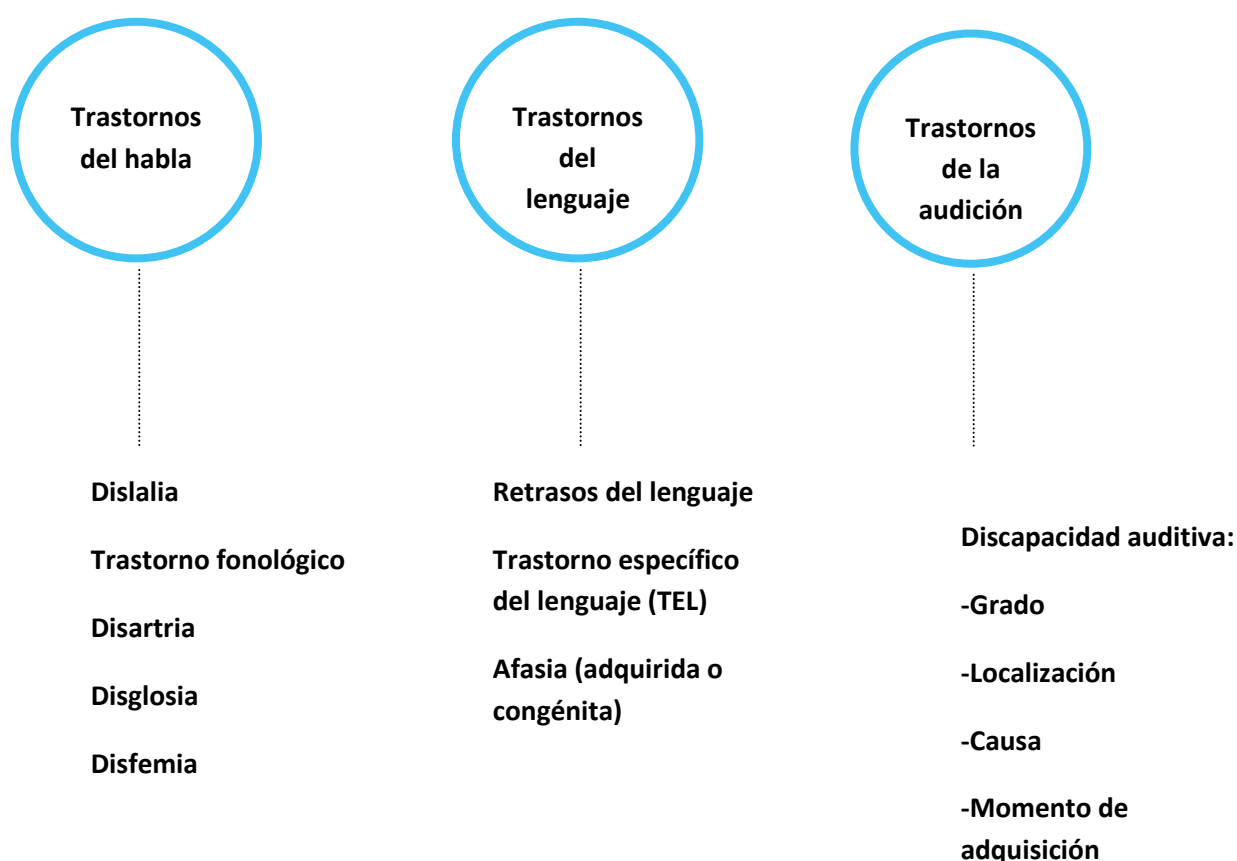 Trastornos
del habla
Trastornos
del
lenguaje
Trastornos
de la
audición
Dislalia
Trastorno fonológico
Disartria
Disglosia
Disfemia
Retrasos del lenguaje
Trastorno específico
del lenguaje (TEL)
Afasia (adquirida o
congénita)
Discapacidad auditiva:
-Grado
-Localización
-Causa
-Momento de
adquisición